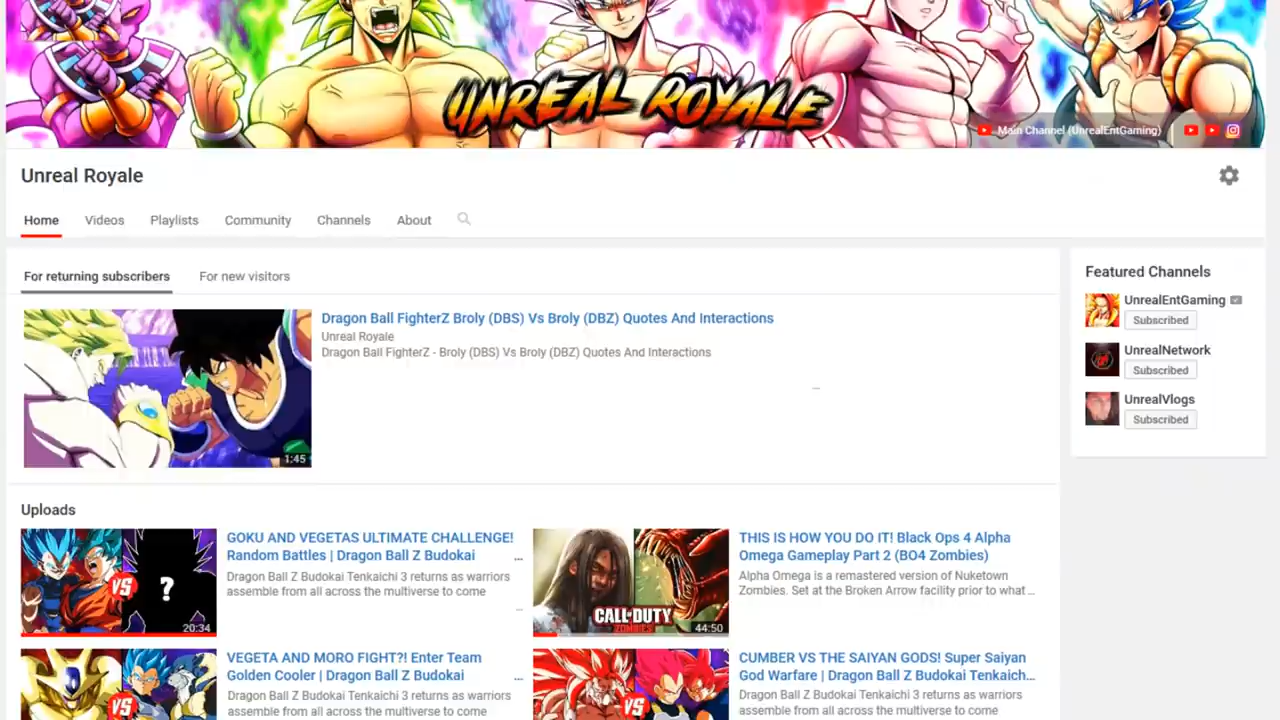 UNREAL ROYALE
Main Channel (UnrealEntGaming)
Unreal Royale
Home Videos Playlists Community Channels About
For returning subscribers For new visitors
Dragon Ball FighterZ Broly (DBS) Vs Broly (DBZ) Quotes And Interactions
Unreal Royale
Dragon Ball FighterZ - Broly (DBS) Vs Broly (DBZ) Quotes And Interactions
1:45
Featured Channels
UnrealEntGaming
Subscribed
UnrealNetwork
Subscribed
UnrealVlogs
Subscribed
Uploads
VS
?
20:34
GOKU AND VEGETAS ULTIMATE CHALLENGE!
Random Battles | Dragon Ball Z Budokai ...
Dragon Ball Z Budokai Tenkaichi 3 returns as warriors
assemble from all across the multiverse to come ...
CALL OF DUTY
ZOMBIES
44:50
THIS IS HOW YOU DO IT! Black Ops 4 Alpha
Omega Gameplay Part 2 (BO4 Zombies)
Alpha Omega is a remastered version of Nuketown
Zombies. Set at the Broken Arrow facility prior to what ...
VS
VEGETA AND MORO FIGHT?! Enter Team
Golden Cooler | Dragon Ball Z Budokai ...
Dragon Ball Z Budokai Tenkaichi 3 returns as warriors
assemble from all across the multiverse to come
VS
CUMBER VS THE SAIYAN GODS! Super Saiyan
God Warfare | Dragon Ball Z Budokai Tenkaich...
Dragon Ball Z Budokai Tenkaichi 3 returns as warriors
assemble from all across the multiverse to come